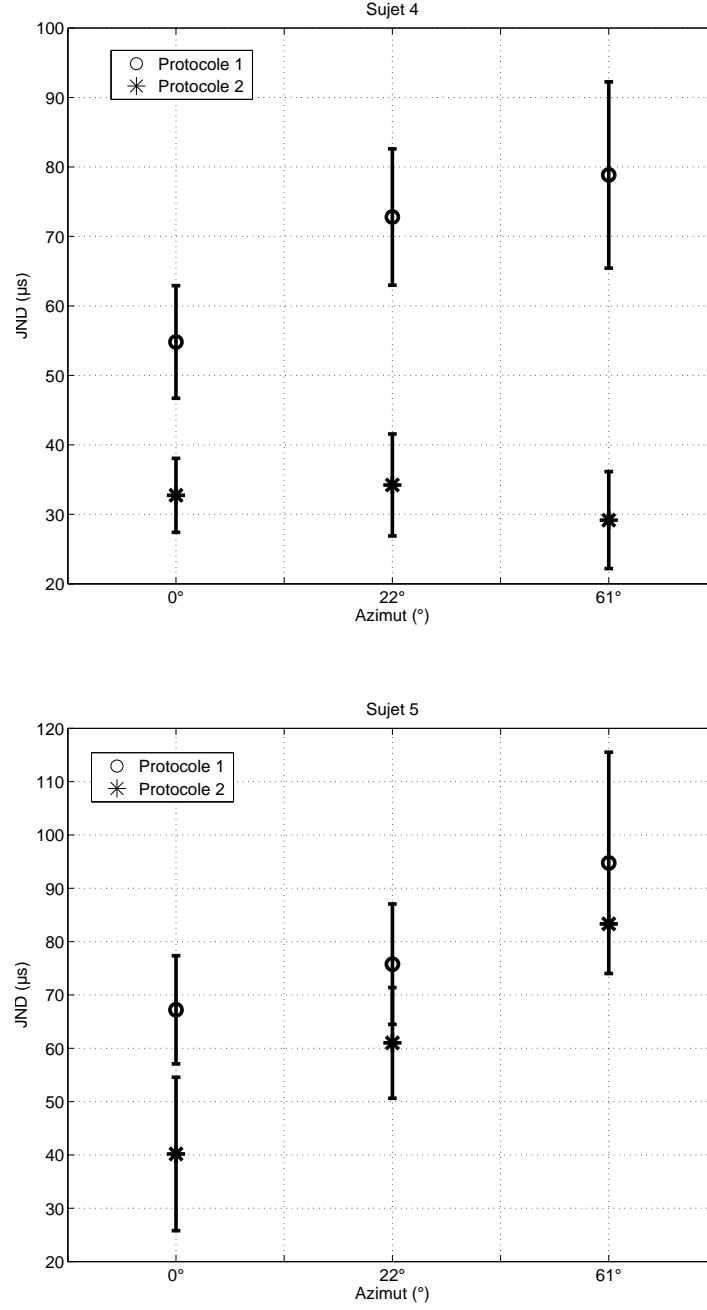 Sujet 4
100
90
80
70
60
50
40
30
20
JND (µs)
Protocole 1
Protocole 2
0° 22° 61°
Azimut (°)
Sujet 5
120
110
100
90
80
70
60
50
40
30
20
JND (µs)
Protocole 1
Protocole 2
0° 22° 61°
Azimut (°)